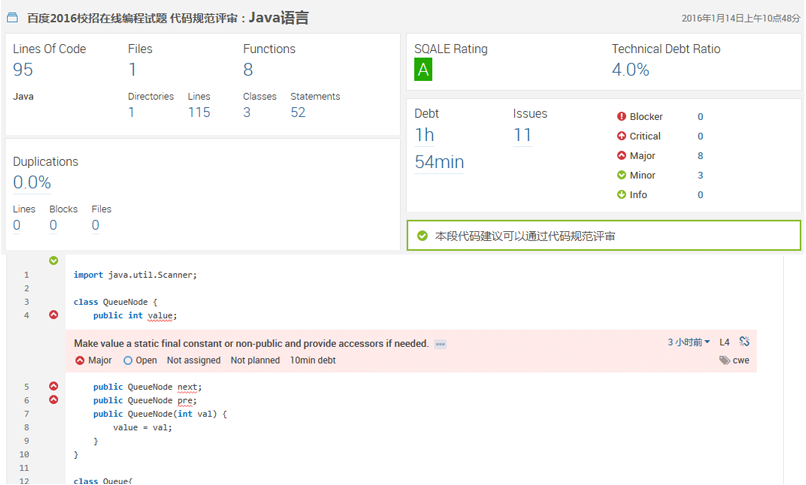 百度2016校招在线编程试题 代码规范评审：Java语言
2016年1月14日上午10点48分
Lines Of Code Files Functions
95 1 8
Java Directories Lines Classes Statements
1 115 3 52
Duplications
0.0%
Lines Blocks Files
0 0 0
SQALE Rating Technical Debt Ratio
A 4.0%
Debt Issues
1h 11
54min
Blocker 0
Critical 0
Major 8
Minor 3
Info 0
本段代码建议可以通过代码规范评审
1 import java.util.Scanner;
2
3 class QueueNode {
4 public int value;
Make value a static final constant or non-public and provide accessors if needed. 3 小时前 L4
Major Open Not assigned Not planned 10min debt cwe
5 public QueueNode next;
6 public QueueNode pre;
7 public QueueNode(int val) {
8 value = val;
9 }
10 }
11
12 class Queue{